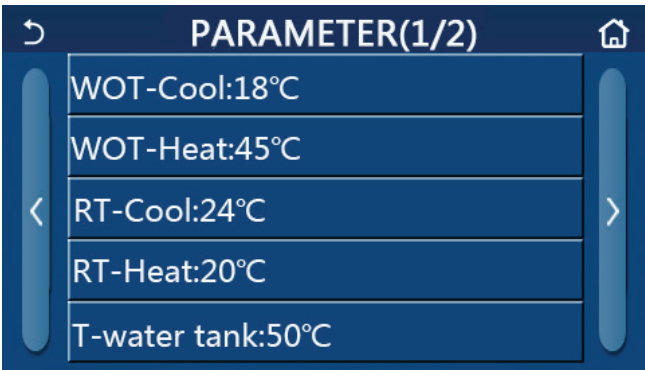 PARAMETER(1/2)
WOT-Cool:18℃
WOT-Heat:45℃
RT-Cool:24℃
RT-Heat:20℃
T-water tank:50℃